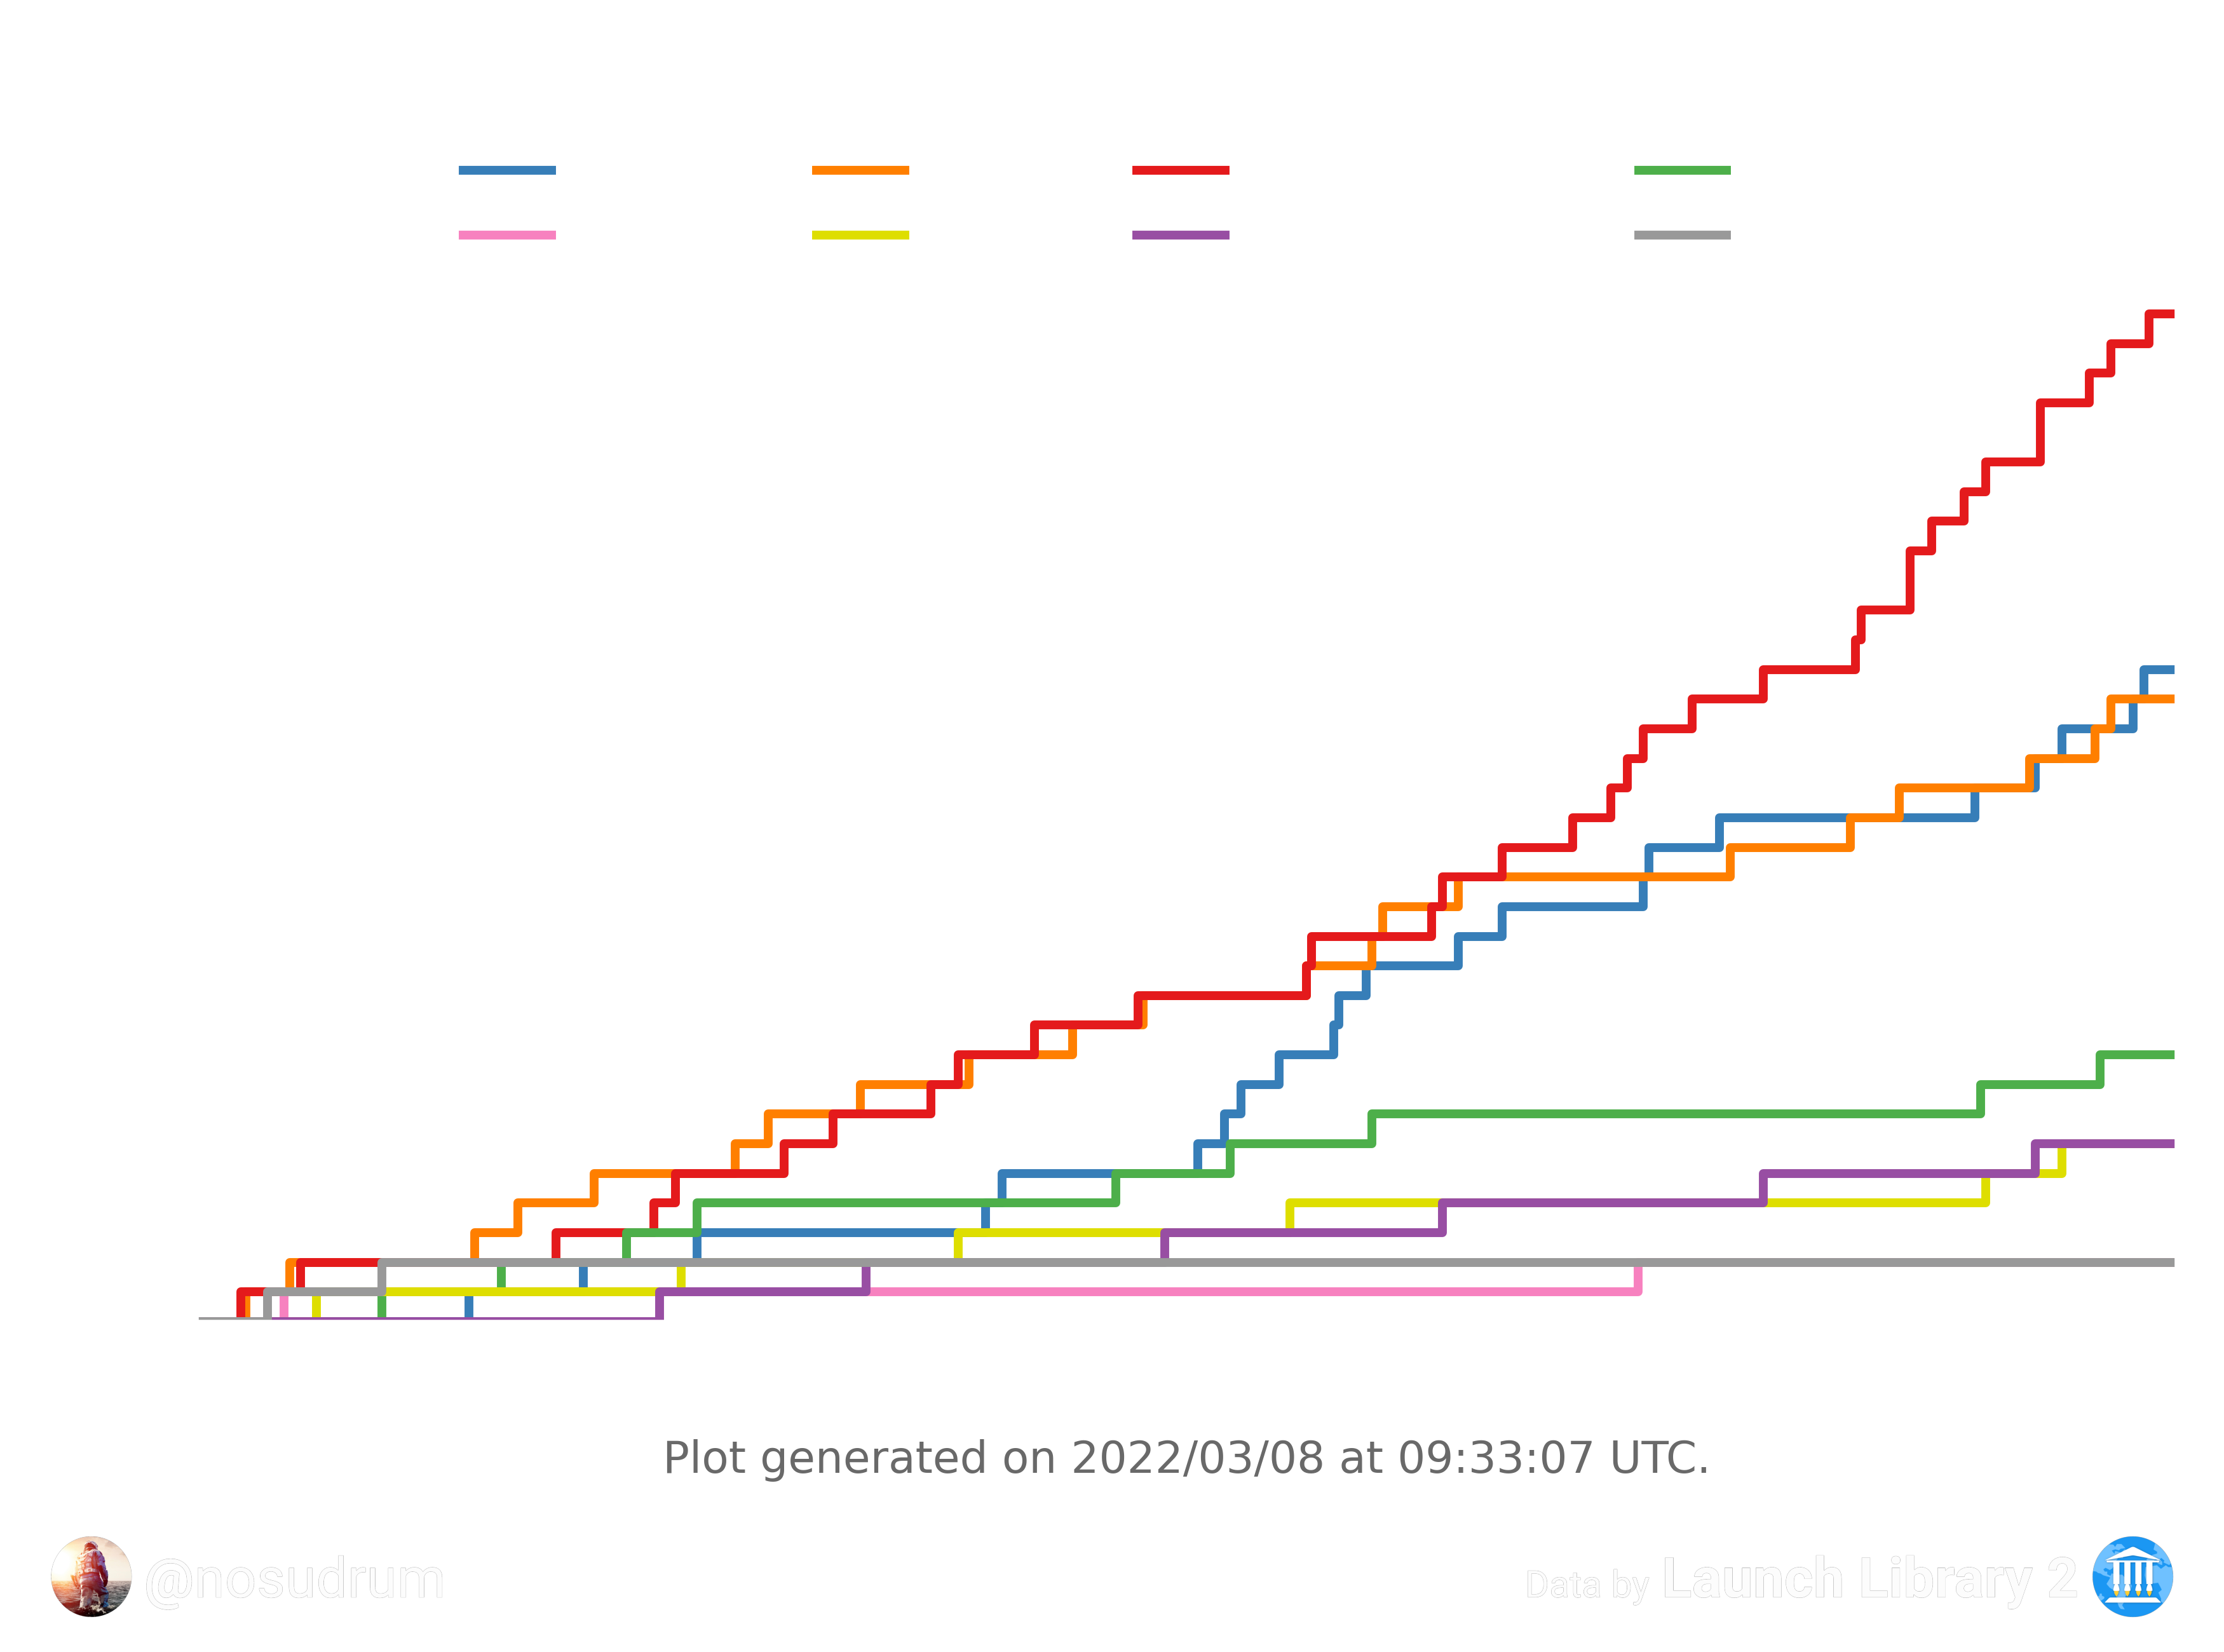 Plot generated on 2022/03/08 at 09:33:07 UTC.
@nosudrum
Data by Launch Library 2